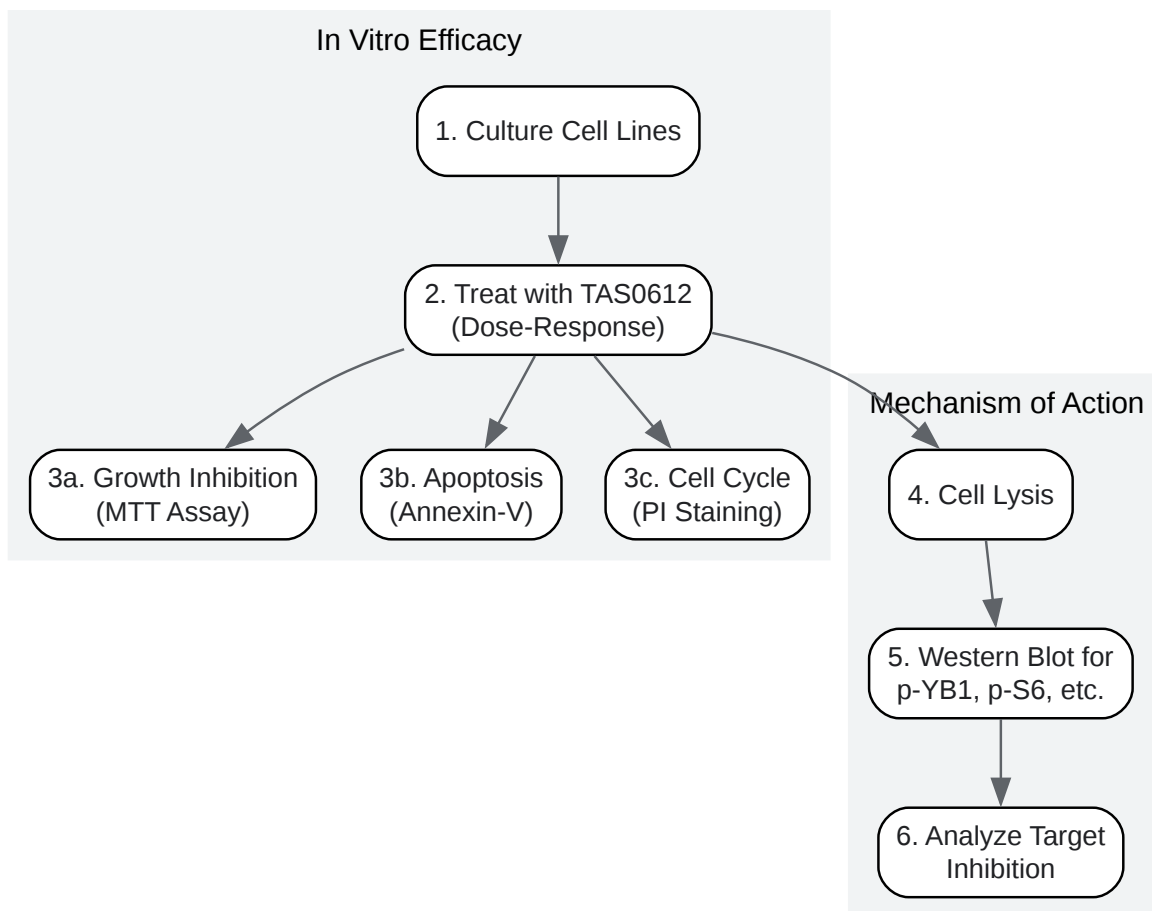 In Vitro Efficacy
1. Culture Cell Lines
2. Treat with TAS0612
(Dose-Response)
Mechanism of Action
3a. Growth Inhibition
(MTT Assay)
3b. Apoptosis
(Annexin-V)
3c. Cell Cycle
(PI Staining)
4. Cell Lysis
5. Western Blot for
p-YB1, p-S6, etc.
6. Analyze Target
Inhibition